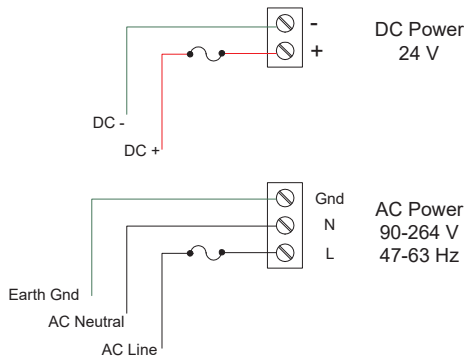 -
+
DC Power
24 V
DC -
DC +
Gnd
N
L
AC Power
90-264 V
47-63 Hz
Earth Gnd
AC Neutral
AC Line